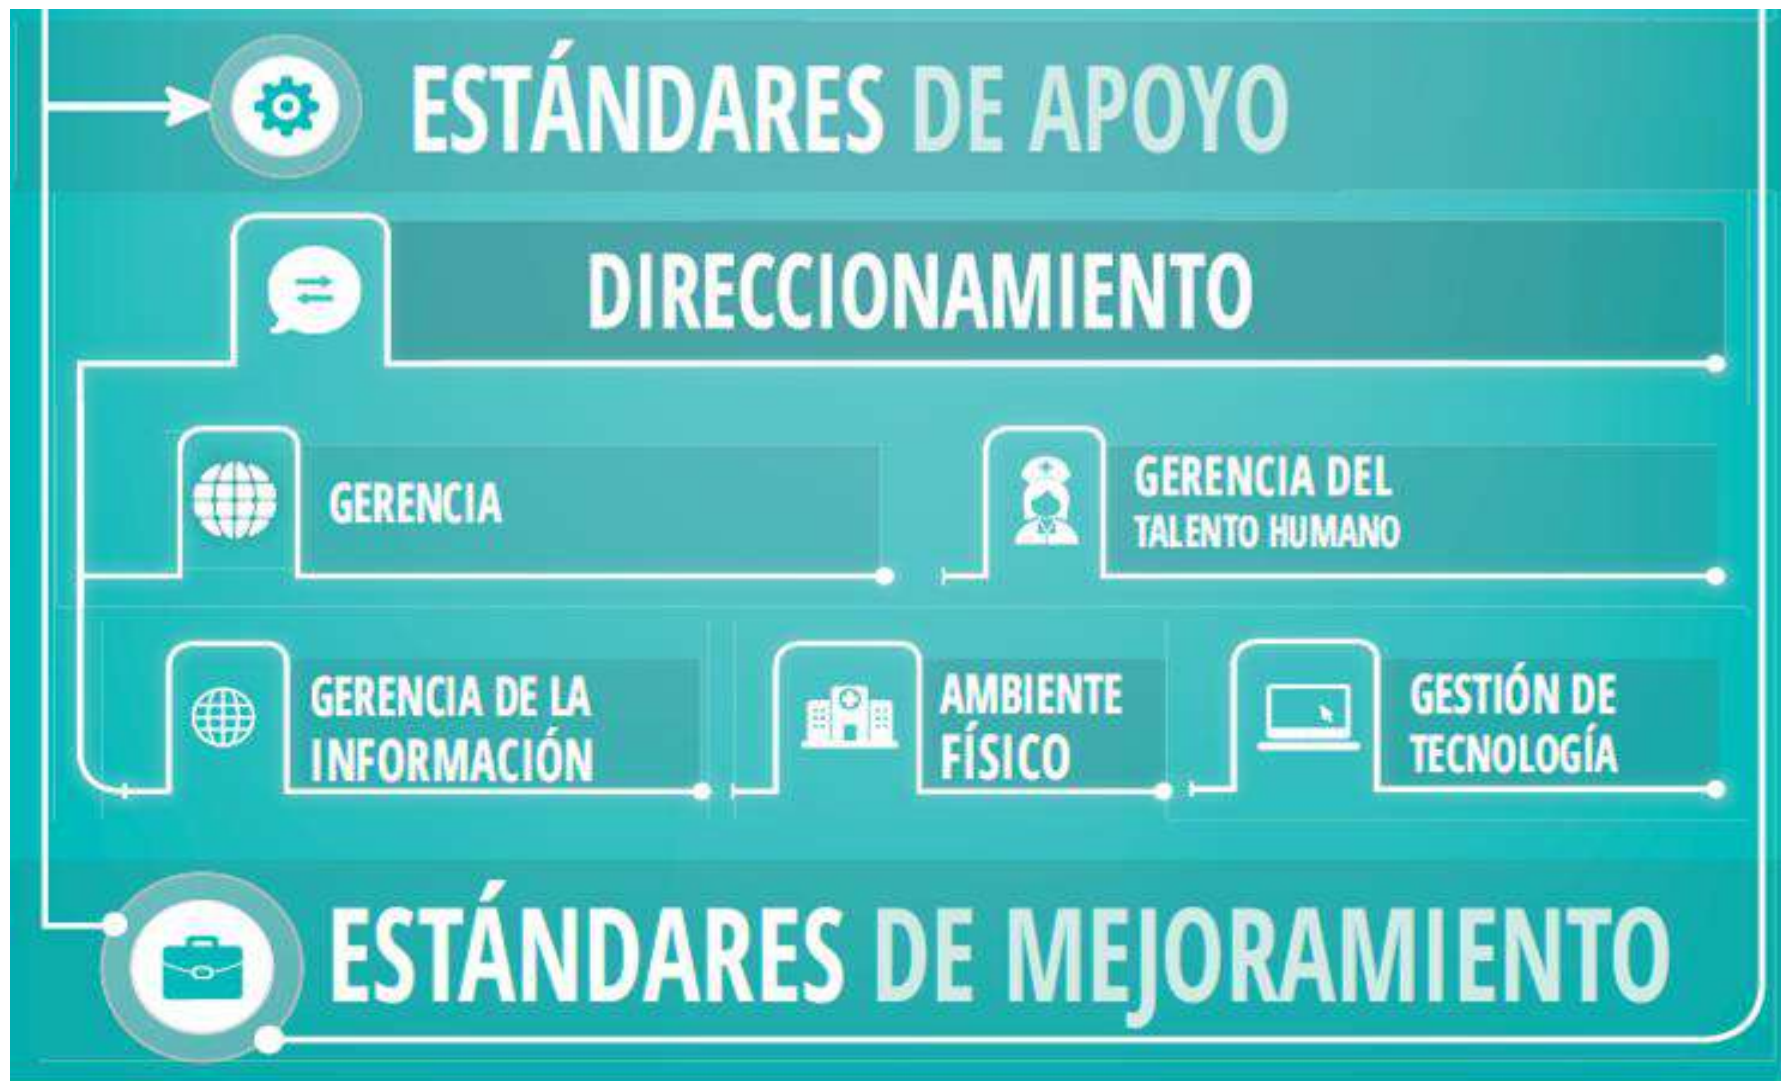 ESTÁNDARES DE APOYO
DIRECCIONAMIENTO
GERENCIA
GERENCIA DEL
TALENTO HUMANO
GERENCIA DE LA
INFORMACIÓN
AMBIENTE
FÍSICO
GESTIÓN DE
TECNOLOGÍA
ESTÁNDARES DE MEJORAMIENTO